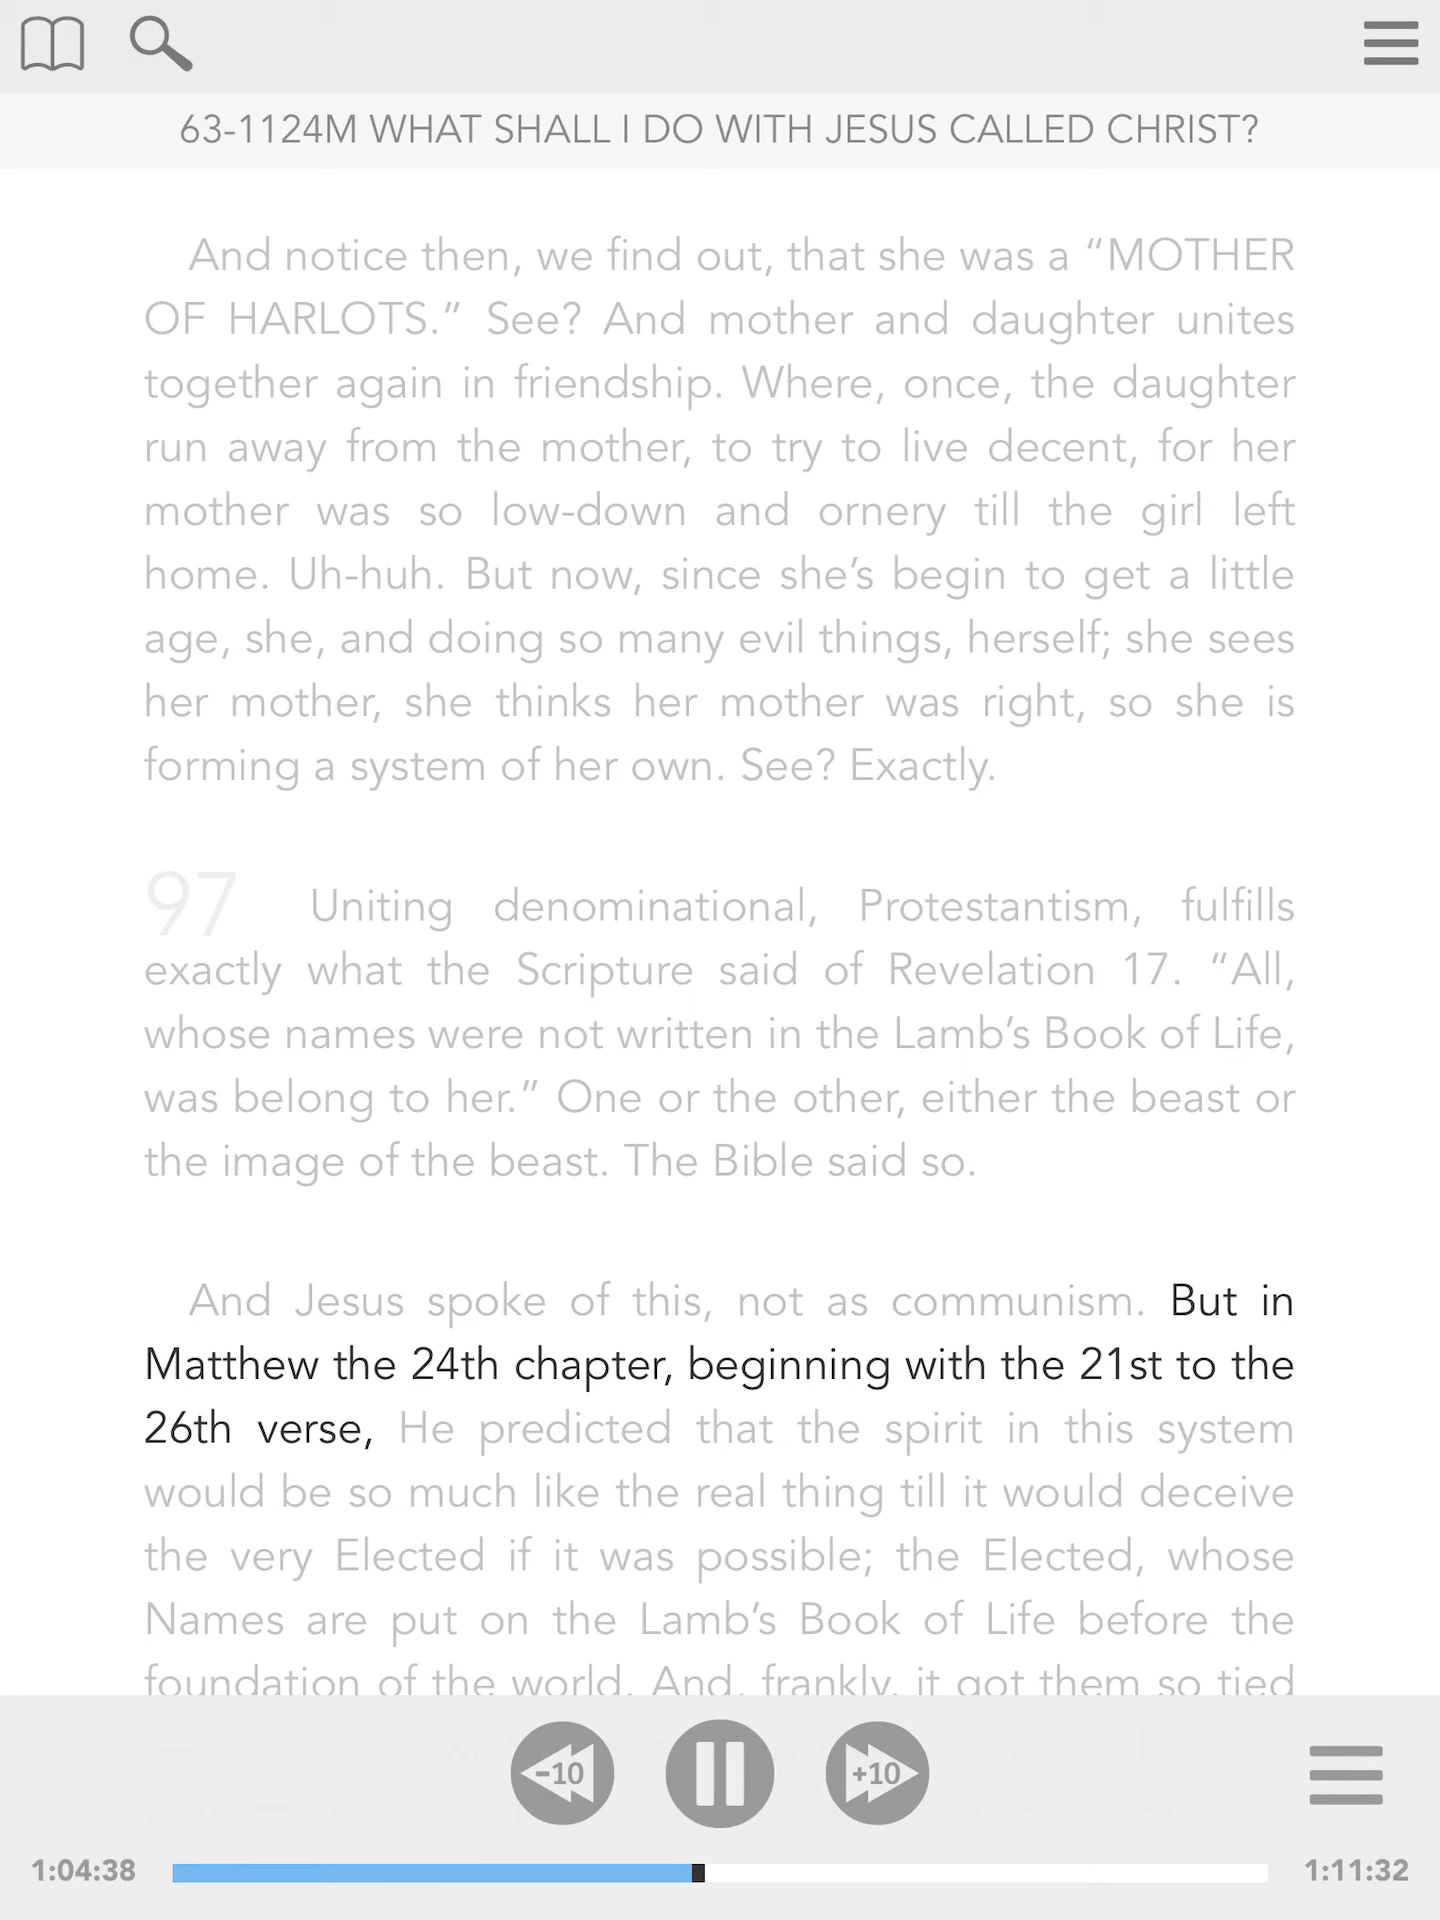 63-1124M WHAT SHALL I DO WITH JESUS CALLED CHRIST?
And notice then, we find out, that she was a “MOTHER
OF HARLOTS.” See? And mother and daughter unites
together again in friendship. Where, once, the daughter
run away from the mother, to try to live decent, for her
mother was so low-down and ornery till the girl left
home. Uh-huh. But now, since she’s begin to get a little
age, she, and doing so many evil things, herself; she sees
her mother, she thinks her mother was right, so she is
forming a system of her own. See? Exactly.
97 Uniting denominational, Protestantism, fulfills
exactly what the Scripture said of Revelation 17. “All,
whose names were not written in the Lamb’s Book of Life,
was belong to her.” One or the other, either the beast or
the image of the beast. The Bible said so.
And Jesus spoke of this, not as communism. But in
Matthew the 24th chapter, beginning with the 21st to the
26th verse, He predicted that the spirit in this system
would be so much like the real thing till it would deceive
the very Elected if it was possible; the Elected, whose
Names are put on the Lamb’s Book of Life before the
foundation of the world. And, frankly, it got them so tied
-10 +10
1:04:38 1:11:32